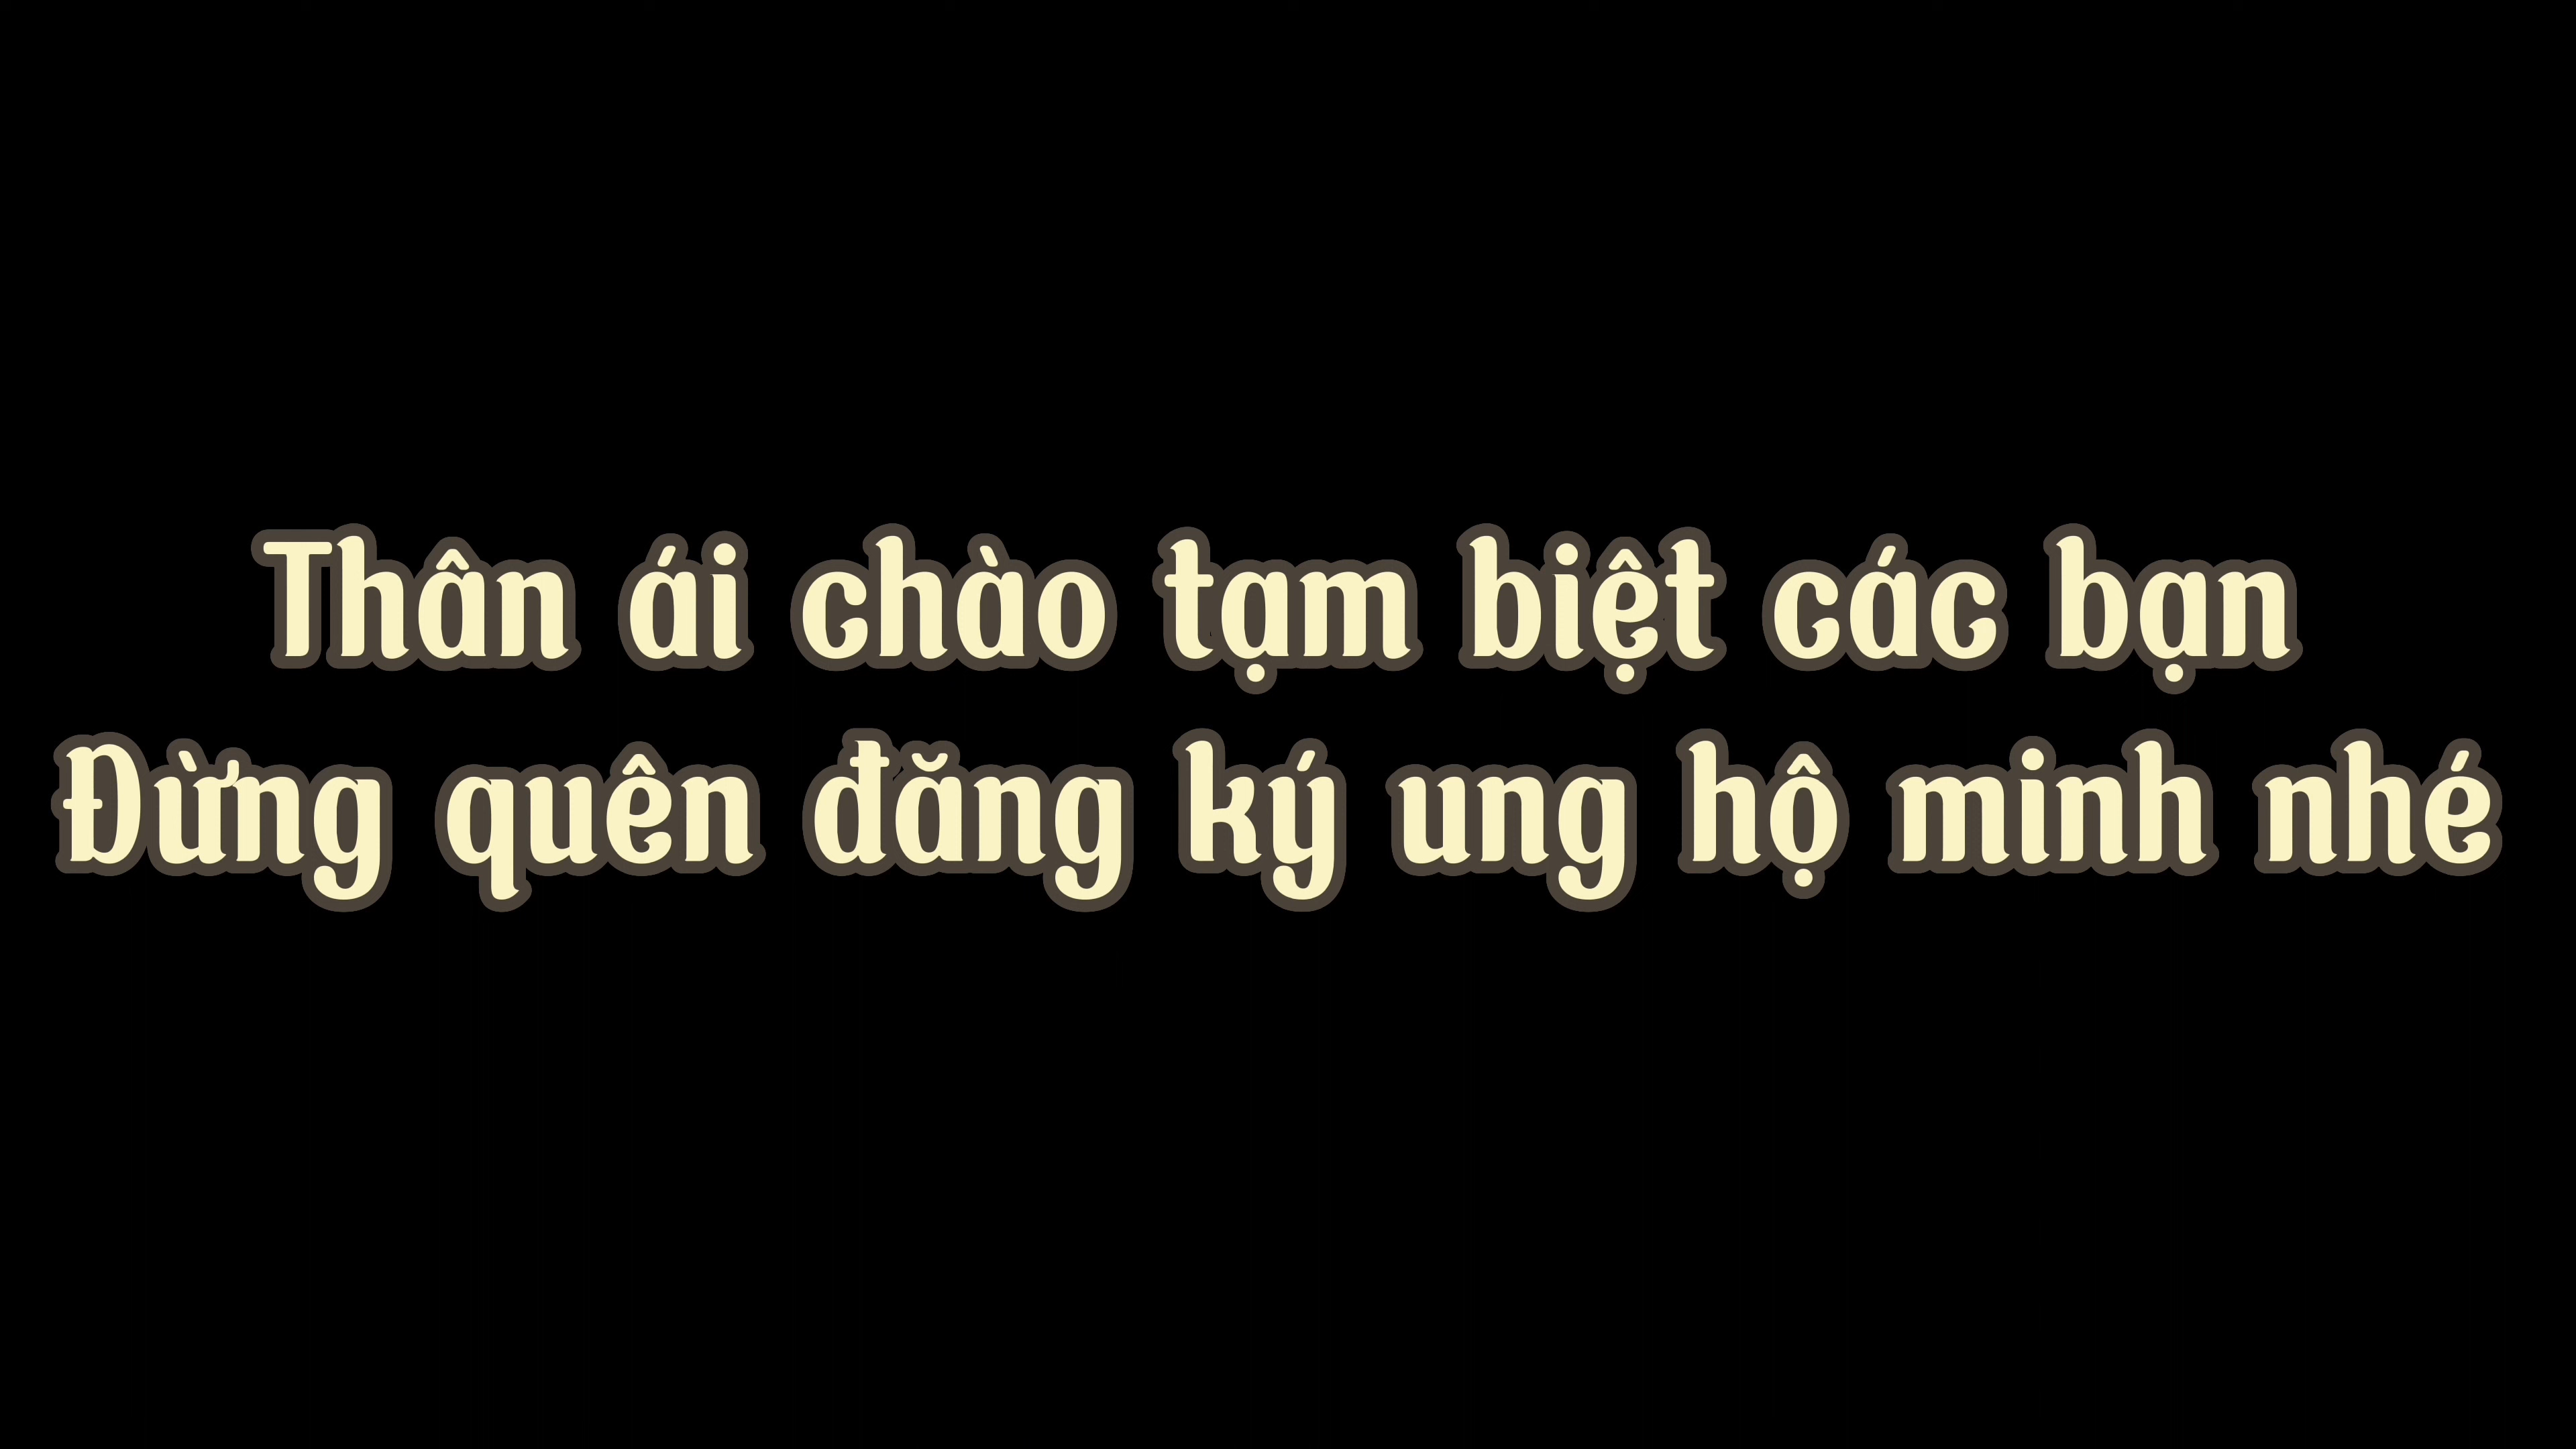 Thân ái chào tạm biệt các bạn
Đừng quên đăng ký ung hộ minh nhé